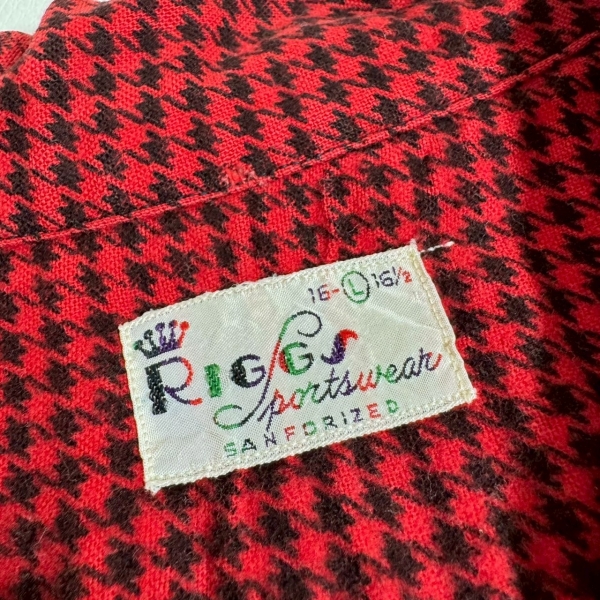 16-L 16½
RIGGS
Sportswear
SANFORIZED